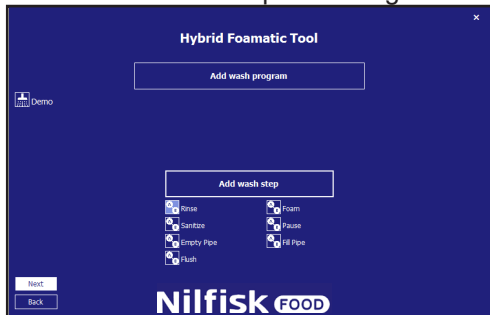 ×
Hybrid Foamatic Tool
Add wash program
Demo
Add wash step
Rinse
Foam
Sanitize
Pause
Empty Pipe
Fill Pipe
Flush
Next
Back
Nilfisk FOOD